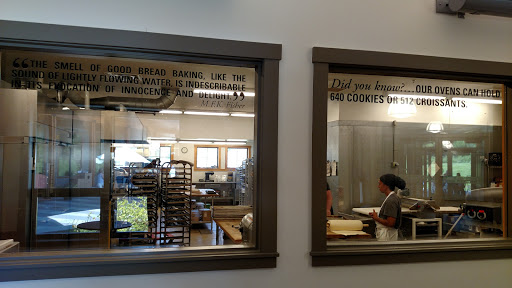 "THE SMELL OF GOOD BREAD BAKING, LIKE THE
SOUND OF LIGHTLY FLOWING WATER, IS INDESCRIBABLE
IN ITS EVOCATION OF INNOCENCE AND DELIGHT"
M.F.K. Fisher
Did you know?....OUR OVENS CAN HOLD
640 COOKIES OR 512 CROISSANTS.